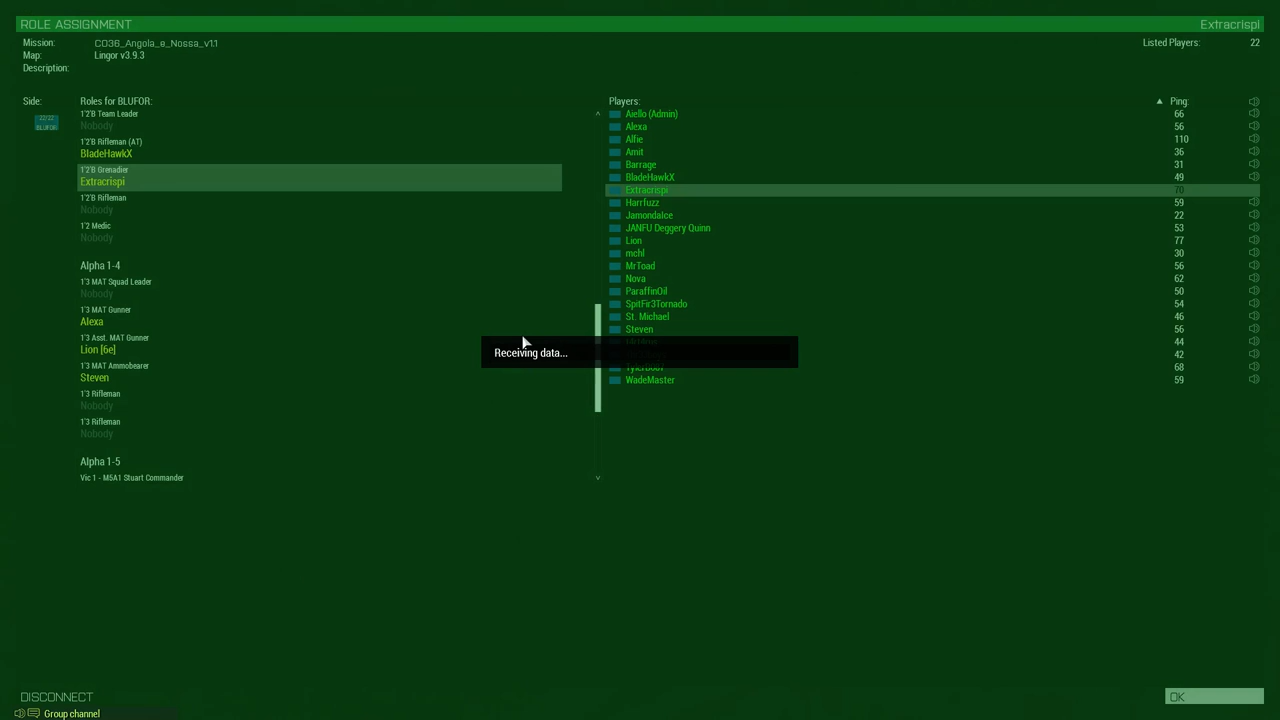 ROLE ASSIGNMENT
Extracrispi
Mission: CO36_Angola_e_Nossa_v1.1
Listed Players: 22
Map: Lingor v3.9.3
Description:
Side:
22/22
BLUFOR
Roles for BLUFOR:
1'2'B Team Leader
Nobody
1'2'B Rifleman (AT)
BladeHawkX
1'2'B Grenadier
Extracrispi
1'2'B Rifleman
Nobody
1'2 Medic
Nobody
Alpha 1-4
1'3 MAT Squad Leader
Nobody
1'3 MAT Gunner
Alexa
1'3 Asst. MAT Gunner
Lion [6e]
1'3 MAT Ammobearer
Steven
1'3 Rifleman
Nobody
1'3 Rifleman
Nobody
Alpha 1-5
Vic 1 - M5A1 Stuart Commander
Players: Ping:
Aiello (Admin) 66
Alexa 56
Alfie 110
Amit 36
Barrage 31
BladeHawkX 49
Extracrispi 70
Harrfuzz 59
JamondaIce 22
JANFU Deggery Quinn 53
Lion 77
mchl 30
MrToad 56
Nova 62
ParaffinOil 50
SpitFir3Tornado 54
St. Michael 46
Steven 56
44
42
68
WadeMaster 59
Receiving data...
DISCONNECT
OK
Group channel